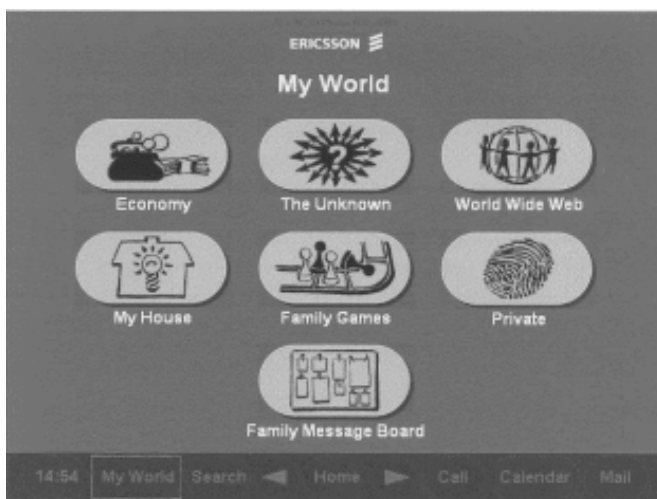 ERICSSON
My World
?
Economy
The Unknown
World Wide Web
My House
Family Games
Private
Family Message Board
14:54 My World Search Home Call Calendar Mail